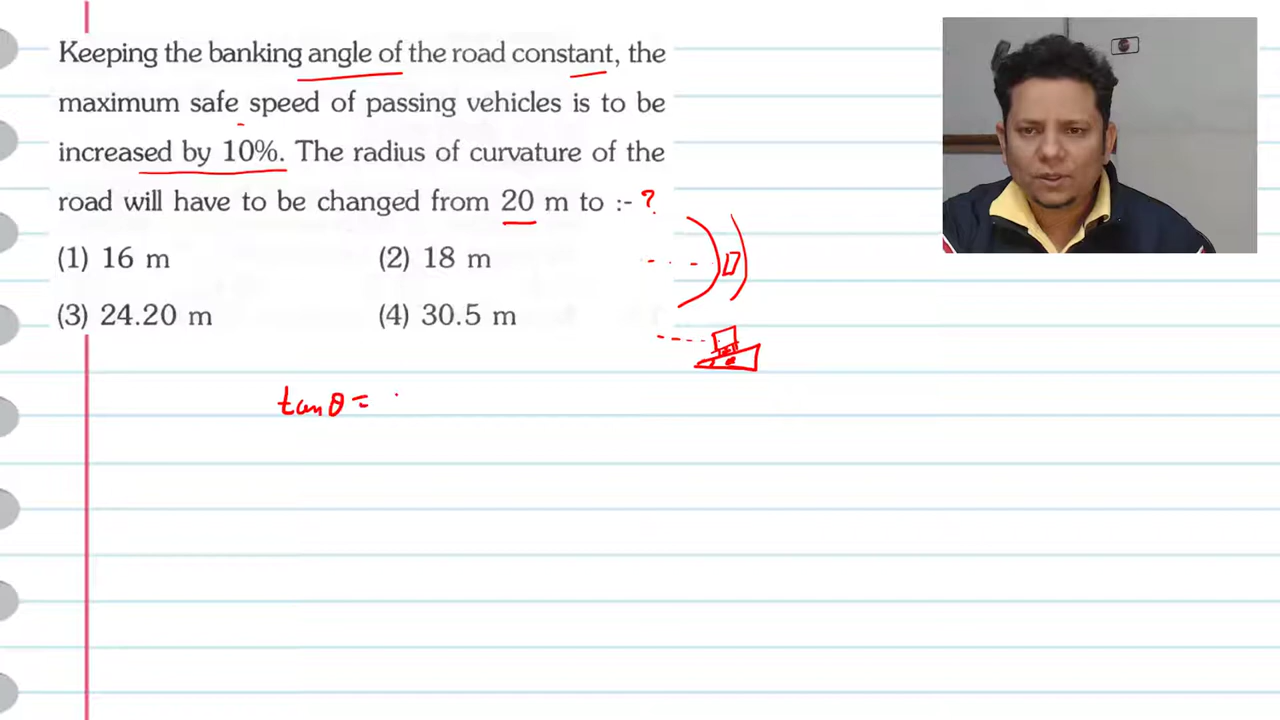 Keeping the banking angle of the road constant, the
maximum safe speed of passing vehicles is to be
increased by 10%. The radius of curvature of the
road will have to be changed from 20 m to :- ?
(1) 16 m (2) 18 m
(3) 24.20 m (4) 30.5 m
tanθ =